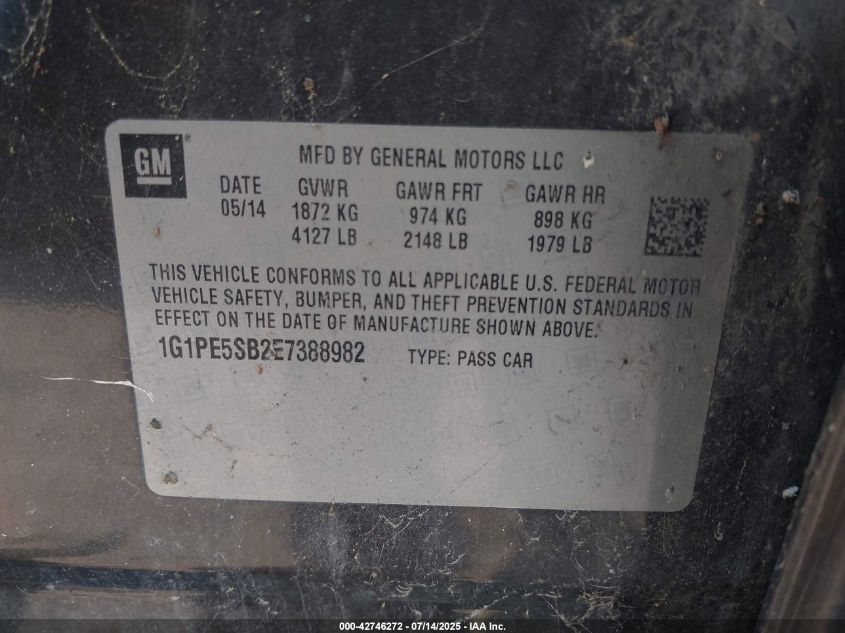 GM ®
MFD BY GENERAL MOTORS LLC
DATE GVWR GAWR FRT GAWR RR
05/14 1872 KG 974 KG 898 KG
4127 LB 2148 LB 1979 LB
THIS VEHICLE CONFORMS TO ALL APPLICABLE U.S. FEDERAL MOTOR
VEHICLE SAFETY, BUMPER, AND THEFT PREVENTION STANDARDS IN
EFFECT ON THE DATE OF MANUFACTURE SHOWN ABOVE.
1G1PE5SB2E7388982 TYPE: PASS CAR
000-42746272 - 07/14/2025 - IAA Inc.